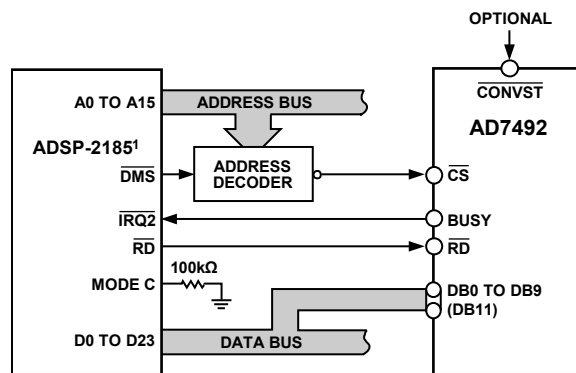 OPTIONAL
A0 TO A15
ADDRESS BUS
CONVST
AD7492
ADSP-2185¹
DMS
ADDRESS
DECODER
CS
IRQ2
BUSY
RD
RD
MODE C
100kΩ
DB0 TO DB9
(DB11)
D0 TO D23
DATA BUS